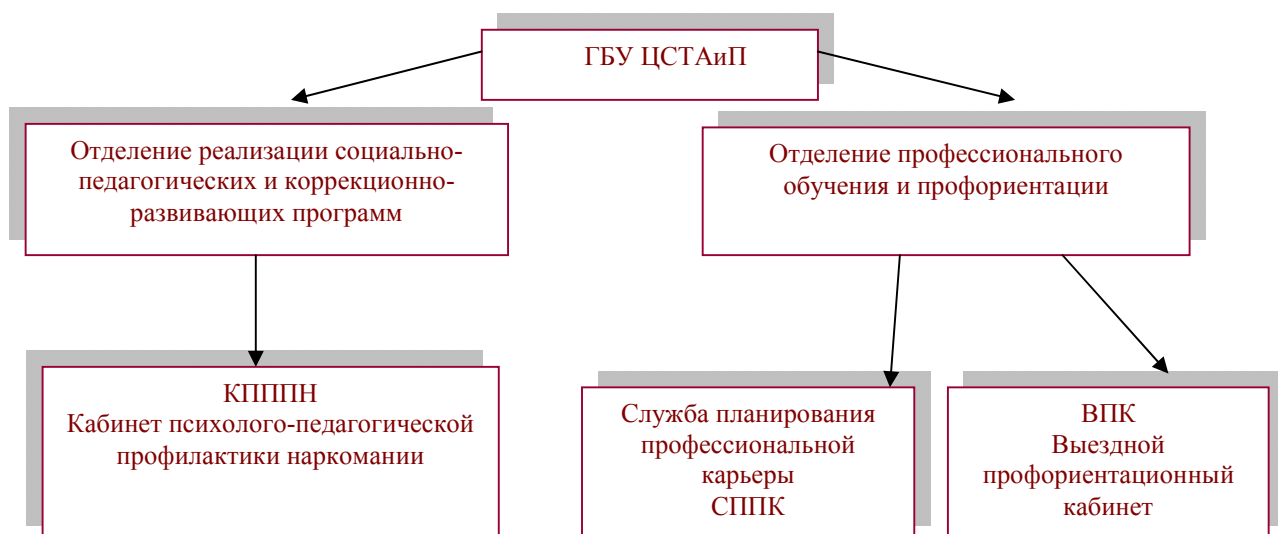 ГБУ ЦСТАиП
Отделение реализации социально-
педагогических и коррекционно-
развивающих программ
Отделение профессионального
обучения и профориентации
КПППН
Кабинет психолого-педагогической
профилактики наркомании
Служба планирования
профессиональной
карьеры
СППК
ВПК
Выездной
профориентационный
кабинет